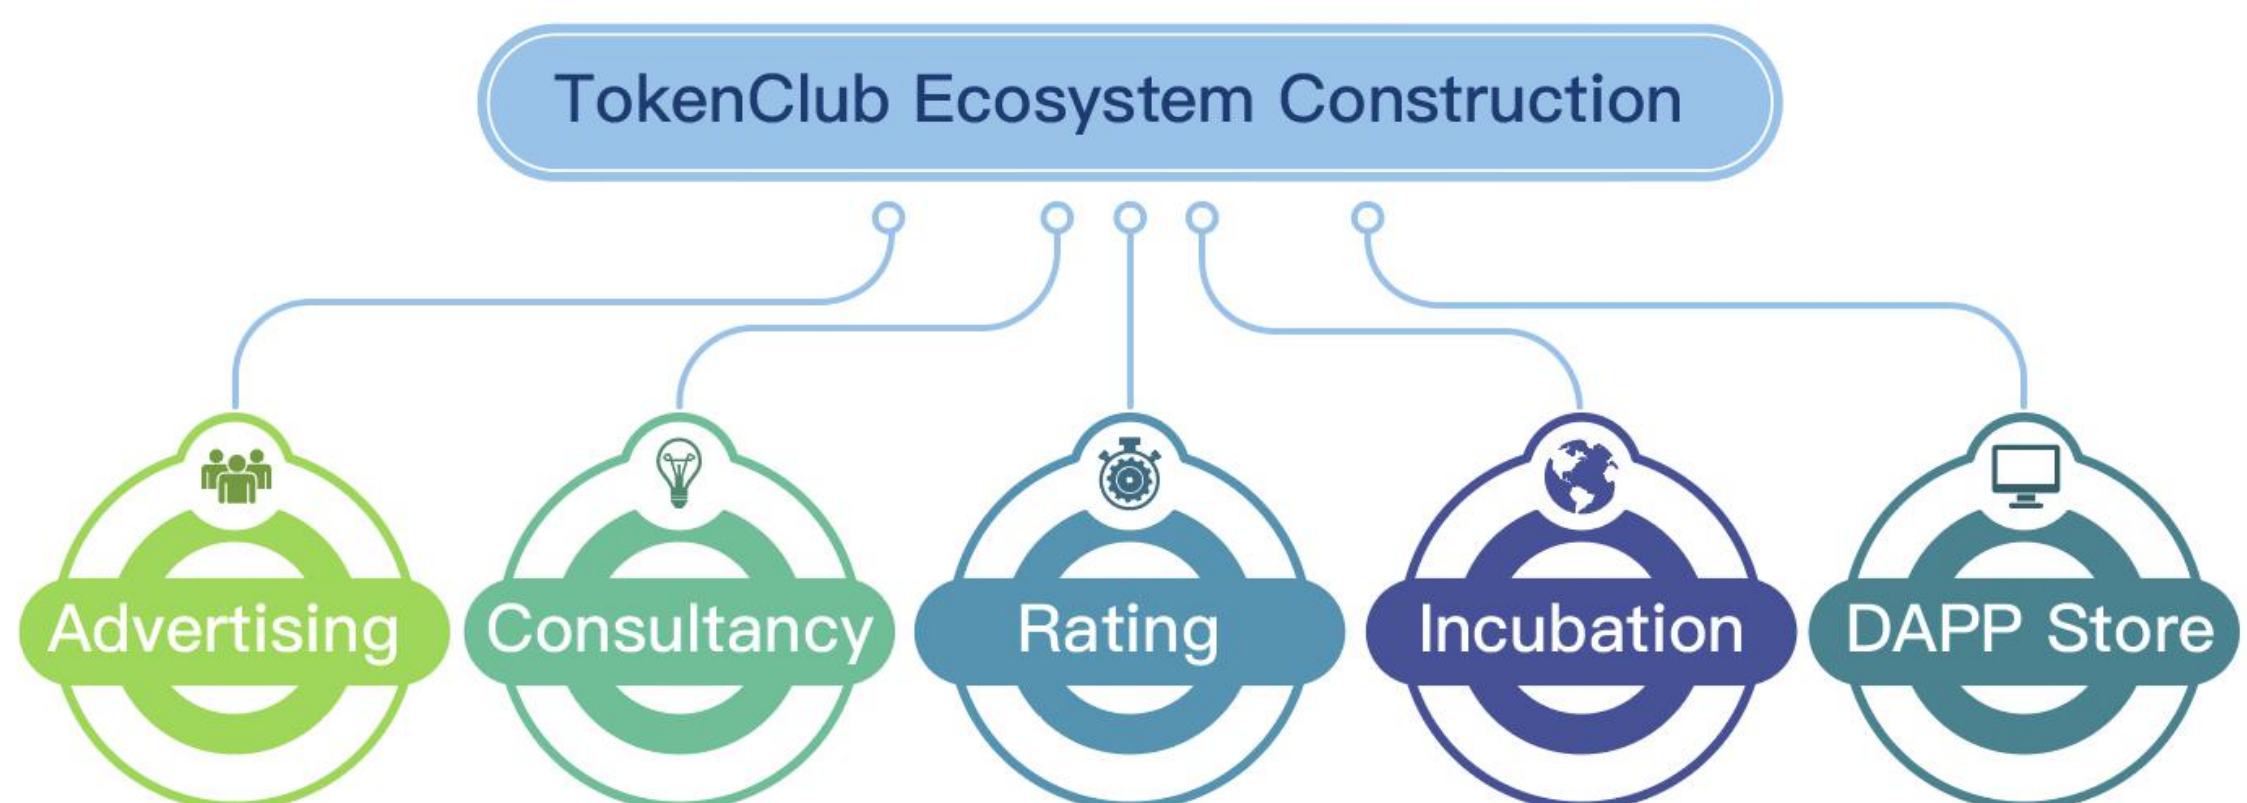 TokenClub Ecosystem Construction
Advertising
Consultancy
Rating
Incubation
DAPP Store